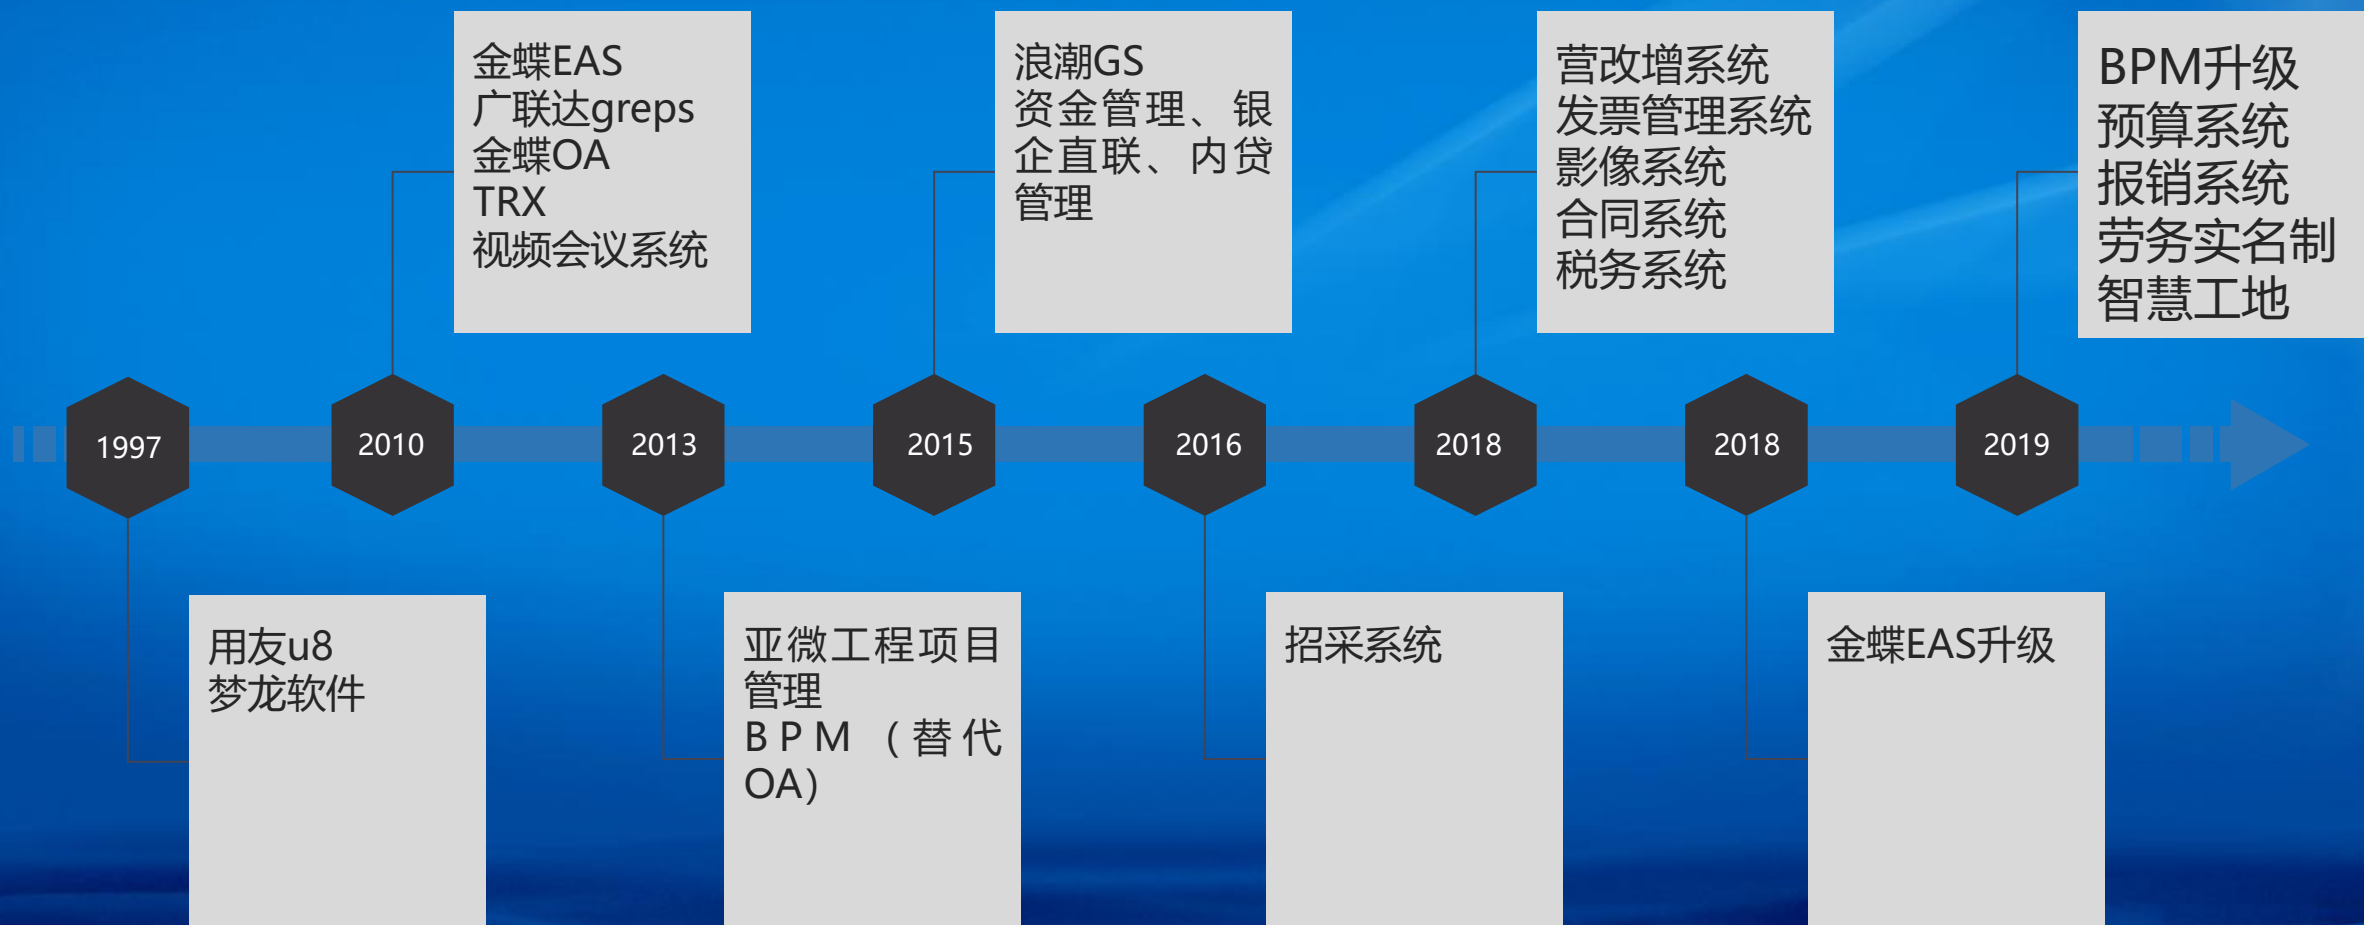 金蝶EAS
广联达greps
金蝶OA
TRX
视频会议系统
浪潮GS
资金管理、银
企直联、内贷
管理
营改增系统
发票管理系统
影像系统
合同系统
税务系统
BPM升级
预算系统
报销系统
劳务实名制
智慧工地
1997
2010
2013
2015
2016
2018
2018
2019
用友u8
梦龙软件
亚微工程项目
管理
BPM（替代
OA）
招采系统
金蝶EAS升级